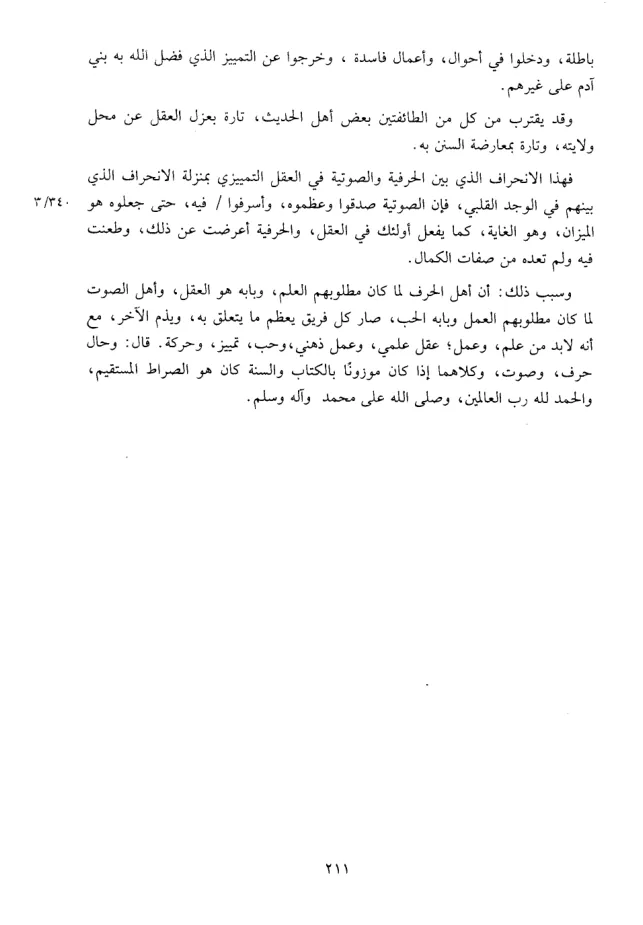 باطلة، ودخلوا في أحوال، وأعمال فاسدة ، وخرجوا عن التمييز الذي فضل الله به بني
آدم على غيرهم.
وقد يقترب من كل من الطائفتين بعض أهل الحديث، تارة بعزل العقل عن محل
ولايته، وتارة بمعارضة السنن به.
فهذا الانحراف الذي بين الحرفية والصوتية في العقل التمييزي بمنزلة الانحراف الذي
بينهم في الوجد القلبي، فإن الصوتية صدقوا وعظموه، وأسرفوا / فيه، حتى جعلوه هو ٣/٣٤٠
الميزان، وهو الغاية، كما يفعل أولئك في العقل، والحرفية أعرضت عن ذلك، وطعنت
فيه ولم تعده من صفات الكمال.
وسبب ذلك: أن أهل الحرف لما كان مطلوبهم العلم، وبابه هو العقل، وأهل الصوت
لما كان مطلوبهم العمل وبابه الحب، صار كل فريق يعظم ما يتعلق به، ويذم الآخر، مع
أنه لابد من علم، وعمل؛ عقل علمي، وعمل ذهني،وحب، تمييز، وحركة. قال: وحال
حرف، وصوت، وكلاهما إذا كان موزونًا بالكتاب والسنة كان هو الصراط المستقيم،
والحمد لله رب العالمين، وصلى الله على محمد وآله وسلم.
٢١١